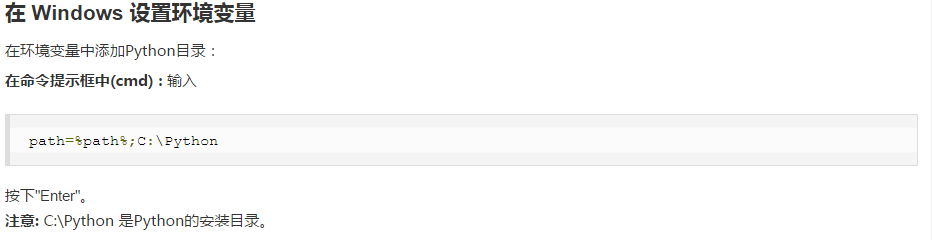 在 Windows 设置环境变量
在环境变量中添加Python目录：
在命令提示框中(cmd) : 输入
path=%path%;C:\Python
按下"Enter"。
注意: C:\Python 是Python的安装目录。